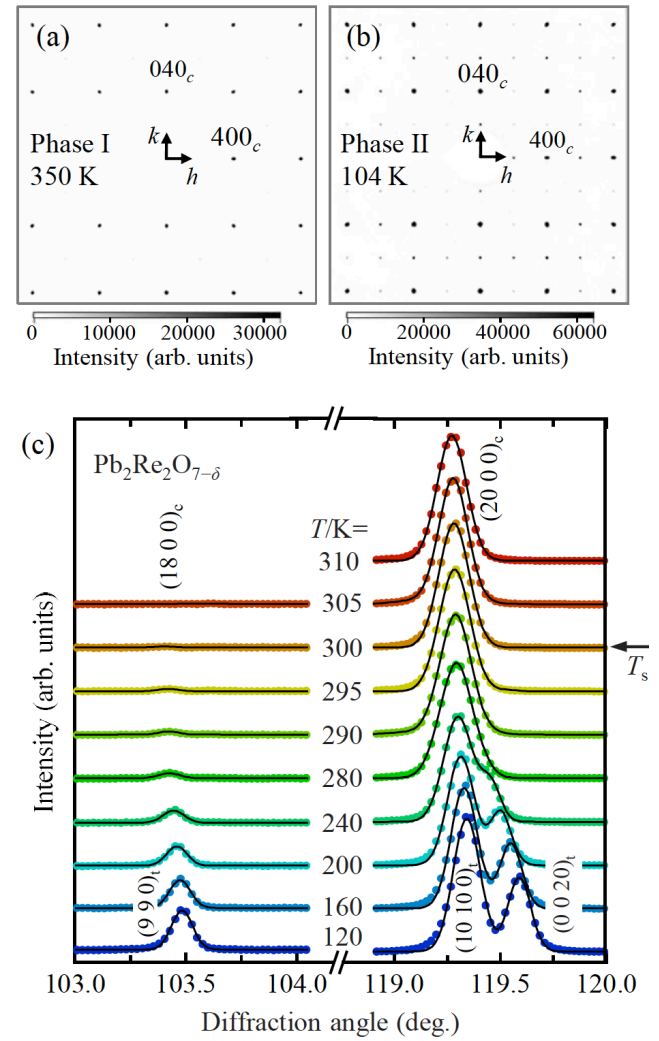 (a)
040c
k
400c
Phase I
h
350 K
0 10000 20000 30000
Intensity (arb. units)
(b)
040c
k
400c
Phase II
h
104 K
0 20000 40000 60000
Intensity (arb. units)
(c)
Pb2Re2O7−δ
(18 0 0)c
(20 0 0)c
T/K=
310
305
300
Ts
295
290
280
240
200
160
120
(9 9 0)t
(10 10 0)t
(0 0 20)t
Intensity (arb. units)
103.0 103.5 104.0 119.0 119.5 120.0
Diffraction angle (deg.)